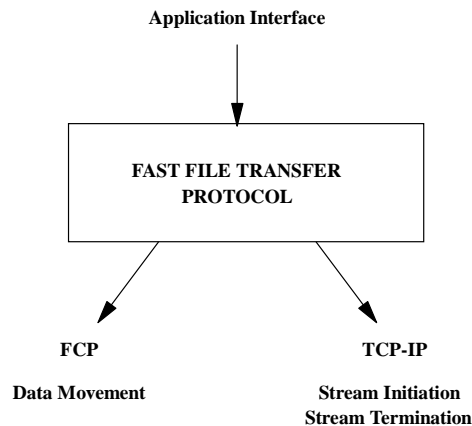 Application Interface
FAST FILE TRANSFER
PROTOCOL
FCP
Data Movement
TCP-IP
Stream Initiation
Stream Termination